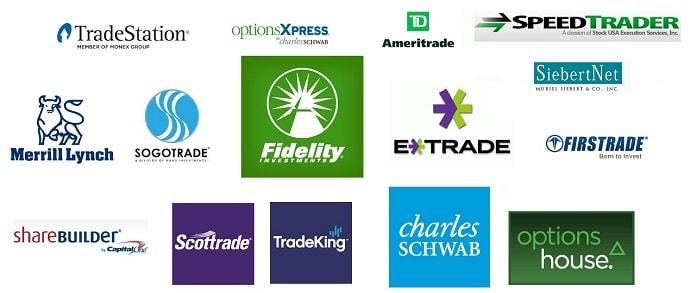 TradeStation®
MEMBER OF MONEX GROUP
optionsXpress
by charles SCHWAB
TD
Ameritrade
SPEEDTRADER
A division of Stock USA Execution Services, Inc.
SiebertNet
MURIEL SIEBERT & CO., INC.
Merrill Lynch
SOGOTRADE®
A DIVISION OF WANG INVESTMENTS
Fidelity
INVESTMENTS®
E TRADE
FIRSTRADE®
Born to Invest
shareBUILDER®
by Capital One®
Scottrade®
TradeKing
charles
SCHWAB
options
house.®